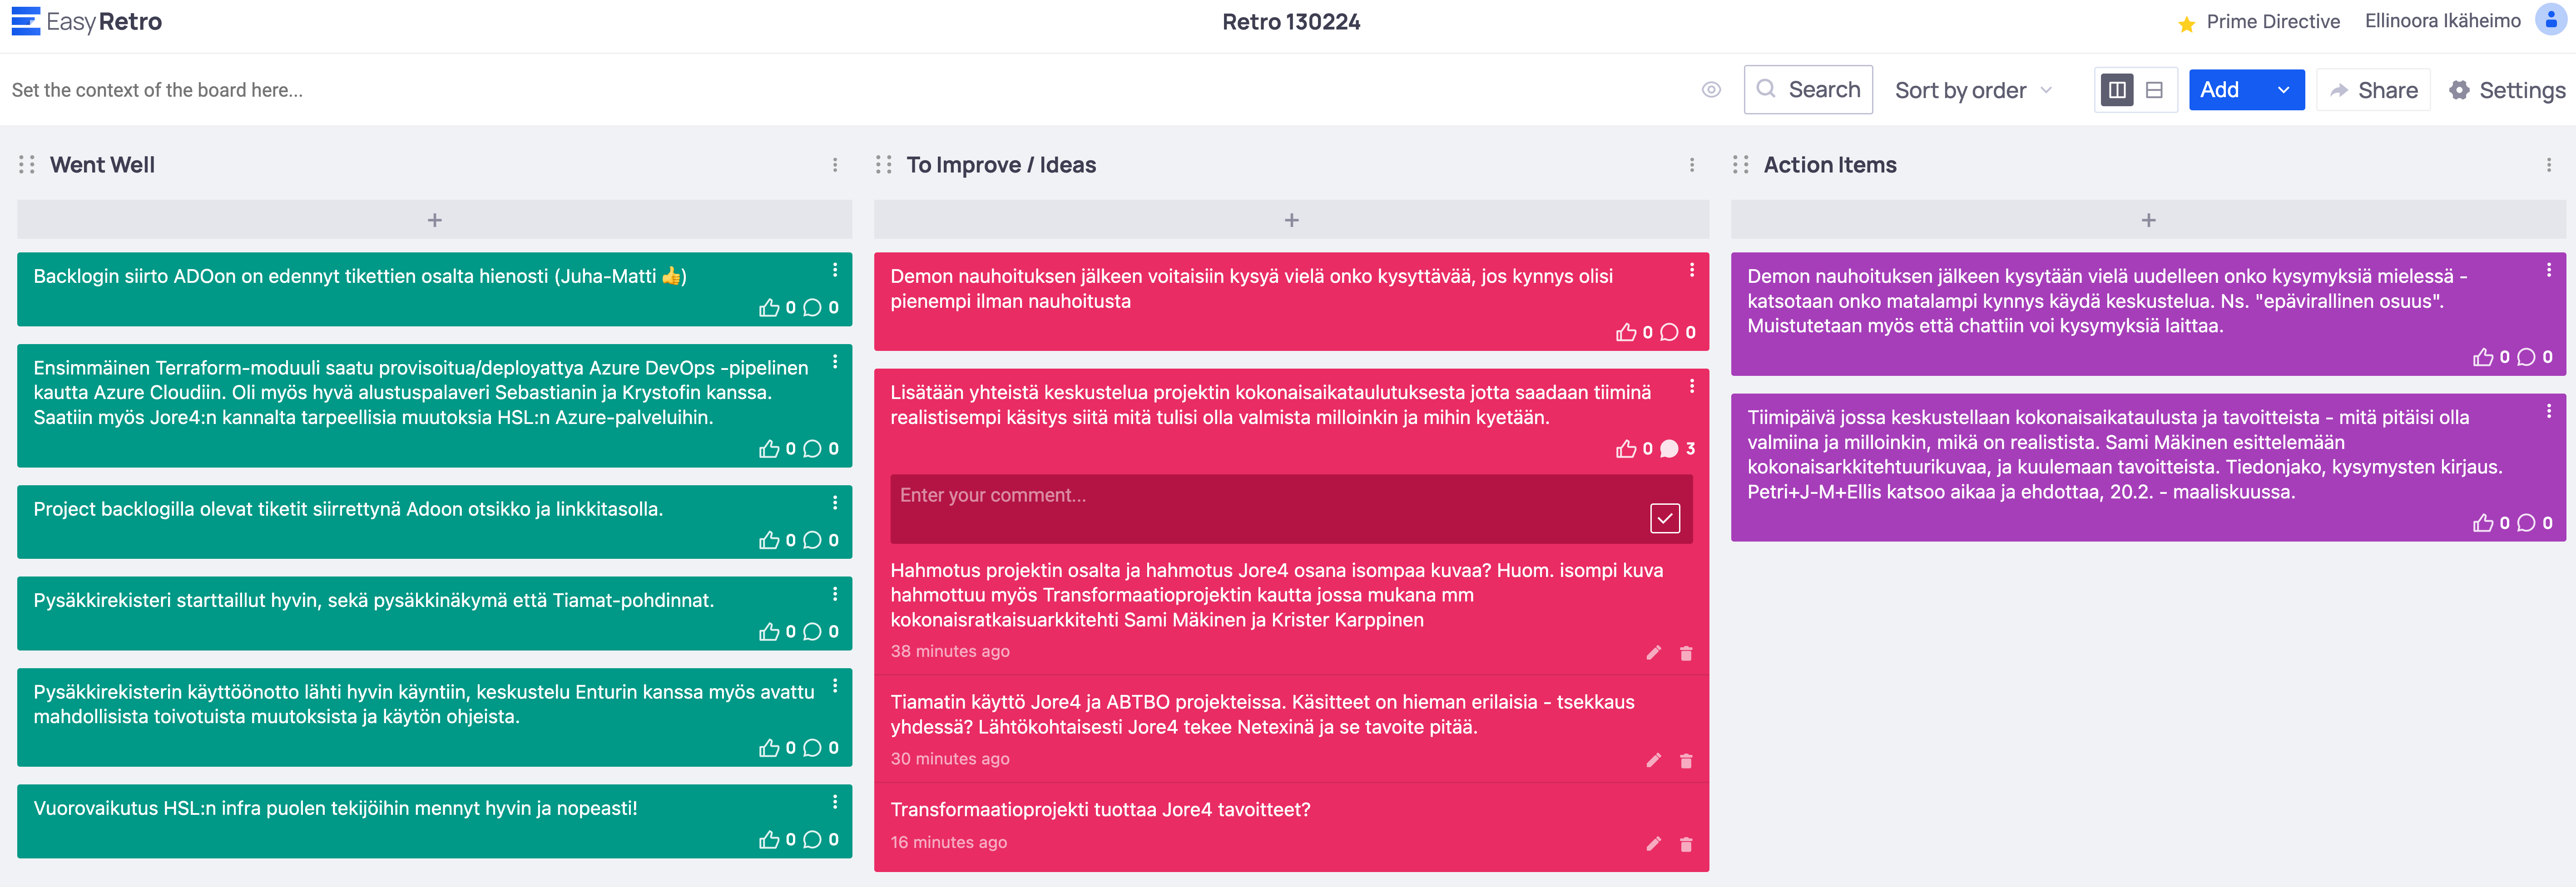 EasyRetro
Retro 130224
Prime Directive
Ellinoora Ikäheimo
Set the context of the board here...
Search
Sort by order
Add
Share
Settings
Went Well
+
Backlogin siirto ADOon on edennyt tikettien osalta hienosti (Juha-Matti 👍)
0 0
Ensimmäinen Terraform-moduuli saatu provisoitua/deployattya Azure DevOps -pipelinen
kautta Azure Cloudiin. Oli myös hyvä alustuspalaveri Sebastianin ja Krystofin kanssa.
Saatiin myös Jore4:n kannalta tarpeellisia muutoksia HSL:n Azure-palveluihin.
0 0
Project backlogilla olevat tiketit siirrettynä Adoon otsikko ja linkkitasolla.
0 0
Pysäkkirekisteri starttaillut hyvin, sekä pysäkkinäkymä että Tiamat-pohdinnat.
0 0
Pysäkkirekisterin käyttöönotto lähti hyvin käyntiin, keskustelu Enturin kanssa myös avattu
mahdollisista toivotuista muutoksista ja käytön ohjeista.
0 0
Vuorovaikutus HSL:n infra puolen tekijöihin mennyt hyvin ja nopeasti!
0 0
To Improve / Ideas
+
Demon nauhoituksen jälkeen voitaisiin kysyä vielä onko kysyttävää, jos kynnys olisi
pienempi ilman nauhoitusta
0 0
Lisätään yhteistä keskustelua projektin kokonaisaikataulutuksesta jotta saadaan tiiminä
realistisempi käsitys siitä mitä tulisi olla valmista milloinkin ja mihin kyetään.
0 3
Enter your comment...
Hahmotus projektin osalta ja hahmotus Jore4 osana isompaa kuvaa? Huom. isompi kuva
hahmottuu myös Transformaatioprojektin kautta jossa mukana mm
kokonaisratkaisuarkkitehti Sami Mäkinen ja Krister Karppinen
38 minutes ago
Tiamatin käyttö Jore4 ja ABTBO projekteissa. Käsitteet on hieman erilaisia - tsekkaus
yhdessä? Lähtökohtaisesti Jore4 tekee Netexinä ja se tavoite pitää.
30 minutes ago
Transformaatioprojekti tuottaa Jore4 tavoitteet?
16 minutes ago
Action Items
+
Demon nauhoituksen jälkeen kysytään vielä uudelleen onko kysymyksiä mielessä -
katsotaan onko matalampi kynnys käydä keskustelua. Ns. "epävirallinen osuus".
Muistutetaan myös että chattiin voi kysymyksiä laittaa.
0 0
Tiimipäivä jossa keskustellaan kokonaisaikataulusta ja tavoitteista - mitä pitäisi olla
valmiina ja milloinkin, mikä on realistista. Sami Mäkinen esittelemään
kokonaisarkkitehtuurikuvaa, ja kuulemaan tavoitteista. Tiedonjako, kysymysten kirjaus.
Petri+J-M+Ellis katsoo aikaa ja ehdottaa, 20.2. - maaliskuussa.
0 0